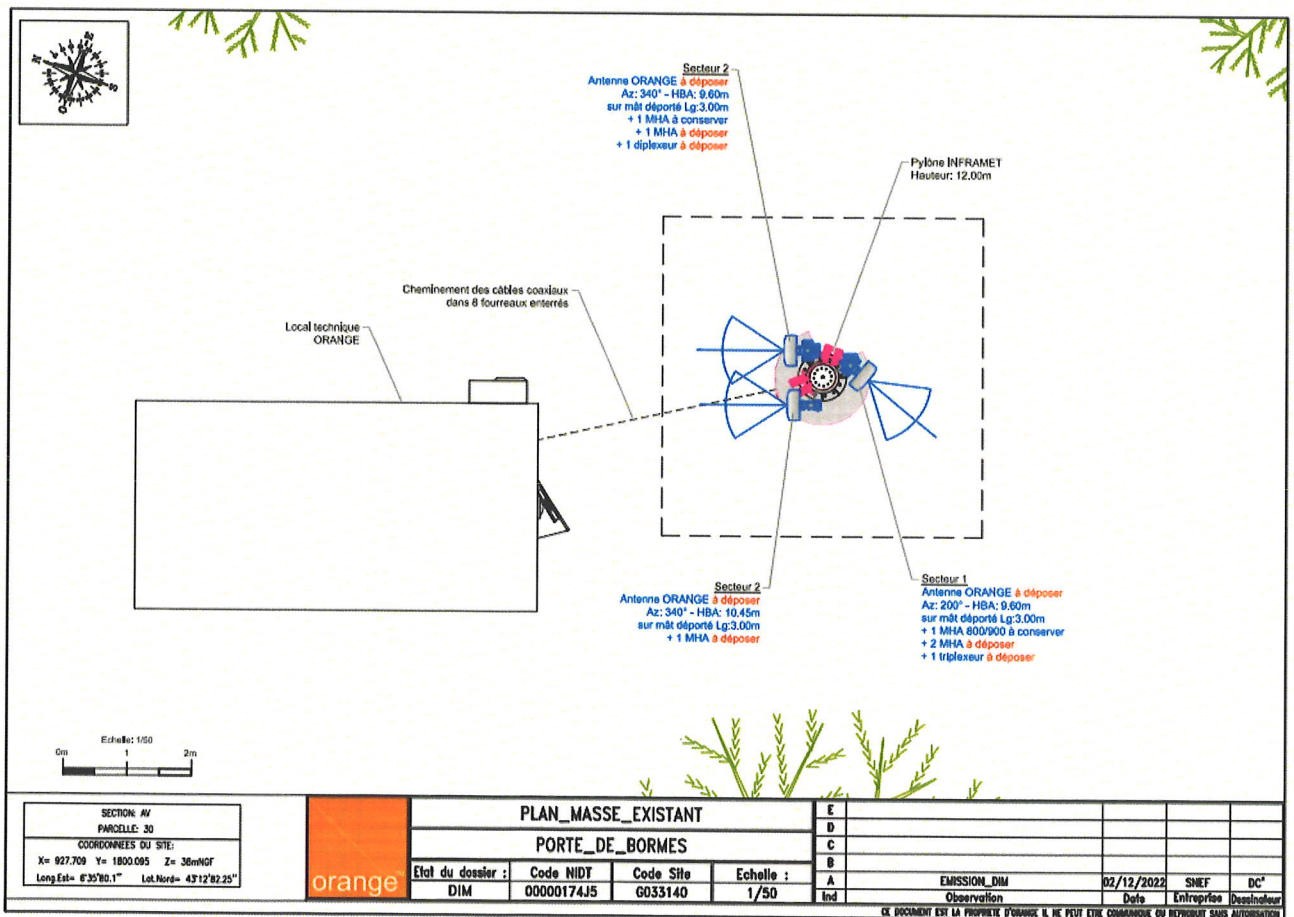 N
S
O
Secteur 2
Antenne ORANGE à déposer
Az: 340° - HBA: 9.60m
sur mât déporté Lg:3.00m
+ 1 MHA à conserver
+ 1 MHA à déposer
+ 1 diplexeur à déposer
Pylône INFRAMET
Hauteur: 12.00m
Cheminement des câbles coaxiaux
dans 8 fourreaux enterrés
Local technique
ORANGE
Secteur 2
Antenne ORANGE à déposer
Az: 340° - HBA: 10.45m
sur mât déporté Lg:3.00m
+ 1 MHA à déposer
Secteur 1
Antenne ORANGE à déposer
Az: 200° - HBA: 9.60m
sur mât déporté Lg:3.00m
+ 1 MHA 800/900 à conserver
+ 2 MHA à déposer
+ 1 triplexeur à déposer
Echelle: 1/50
0m 1 2m
SECTION: AV
PARCELLE: 30
COORDONNEES DU SITE:
X= 927.709 Y= 1800.095 Z= 38mNGF
Long.Est= 6°35'80.1" Lat.Nord= 43°12'82.25"
orange
PLAN_MASSE_EXISTANT
PORTE_DE_BORMES
Etat du dossier : Code NIDT Code Site Echelle :
DIM 00000174J5 G033140 1/50
E
D
C
B
A EMISSION_DIM 02/12/2022 SNEF DC*
Ind Observation Date Entreprise Dessinateur
CE DOCUMENT EST LA PROPRIETE D'ORANGE IL NE PEUT ETRE COMMUNIQUE OU REPRODUIT SANS AUTORISATION